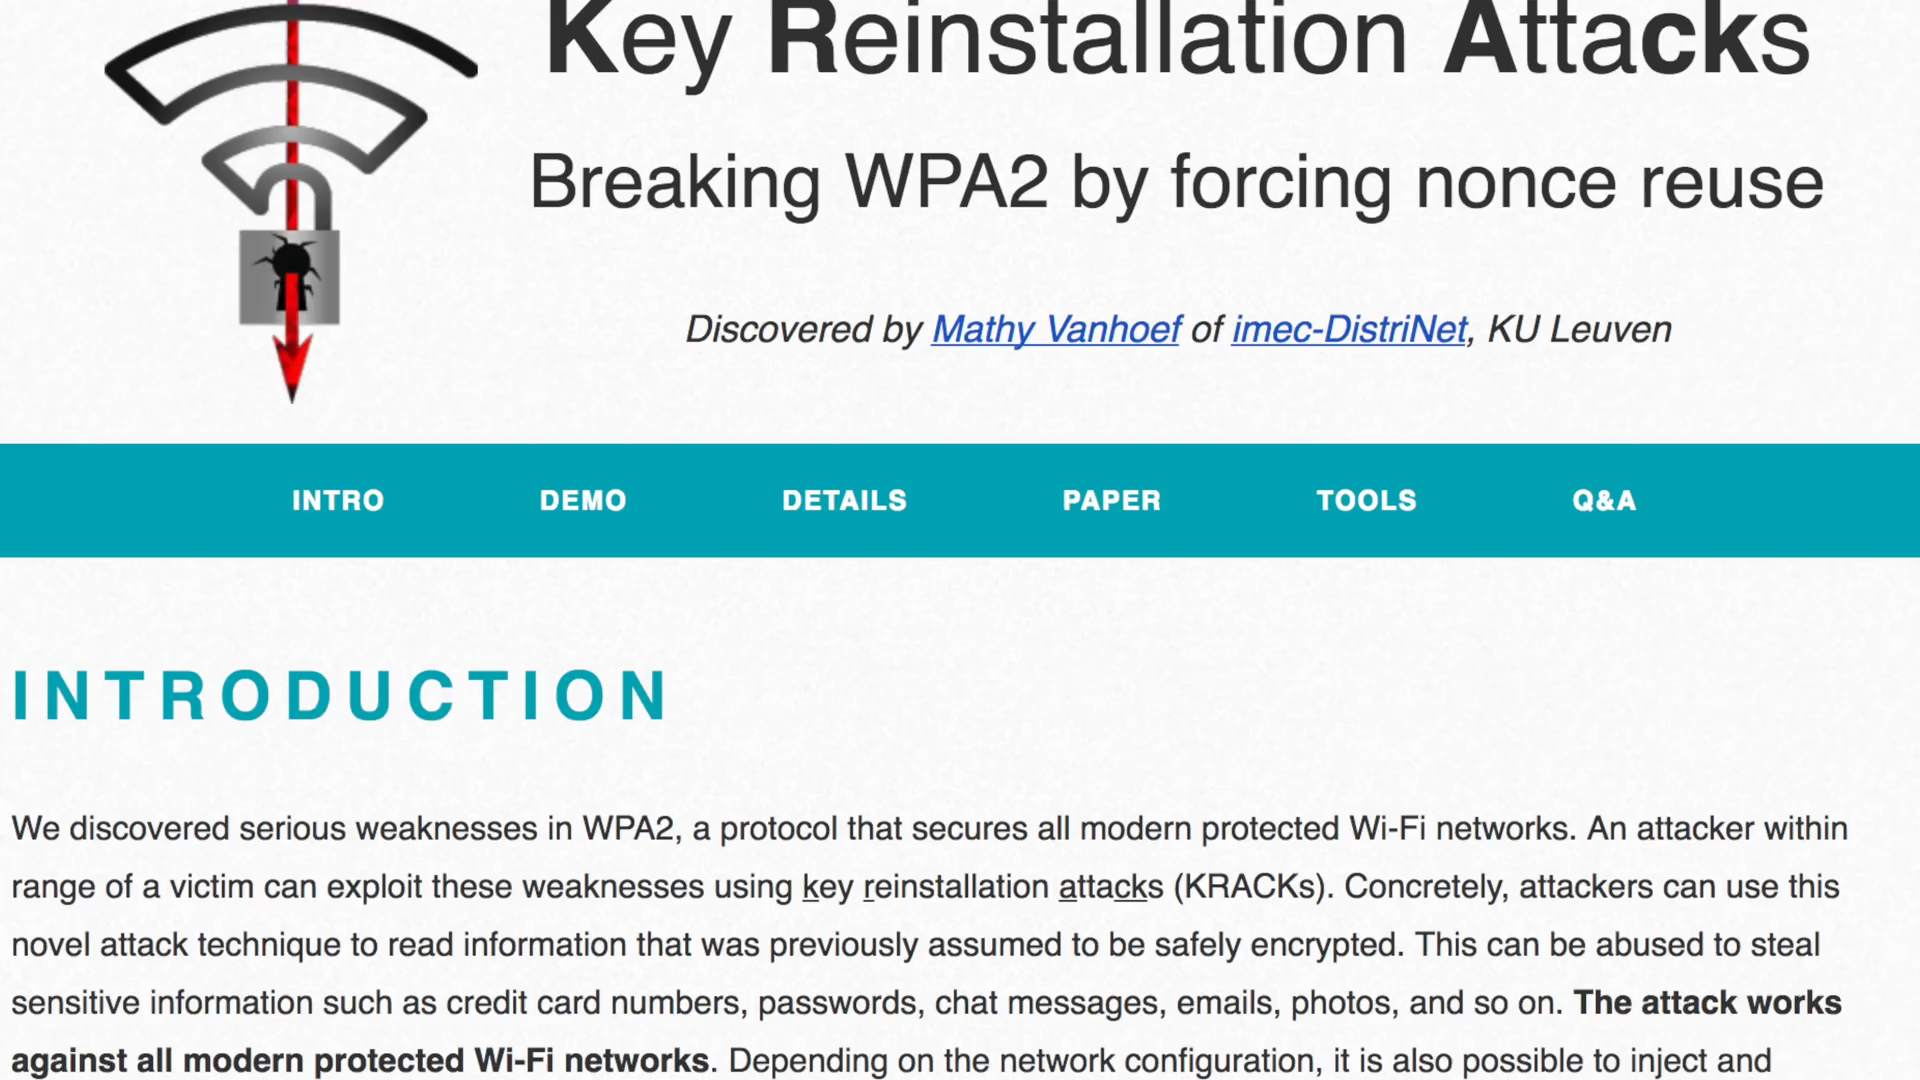 Key Reinstallation Attacks
Breaking WPA2 by forcing nonce reuse
Discovered by Mathy Vanhoef of imec-DistriNet, KU Leuven
INTRO DEMO DETAILS PAPER TOOLS Q&A
INTRODUCTION
We discovered serious weaknesses in WPA2, a protocol that secures all modern protected Wi-Fi networks. An attacker within
range of a victim can exploit these weaknesses using key reinstallation attacks (KRACKs). Concretely, attackers can use this
novel attack technique to read information that was previously assumed to be safely encrypted. This can be abused to steal
sensitive information such as credit card numbers, passwords, chat messages, emails, photos, and so on. The attack works
against all modern protected Wi-Fi networks. Depending on the network configuration, it is also possible to inject and